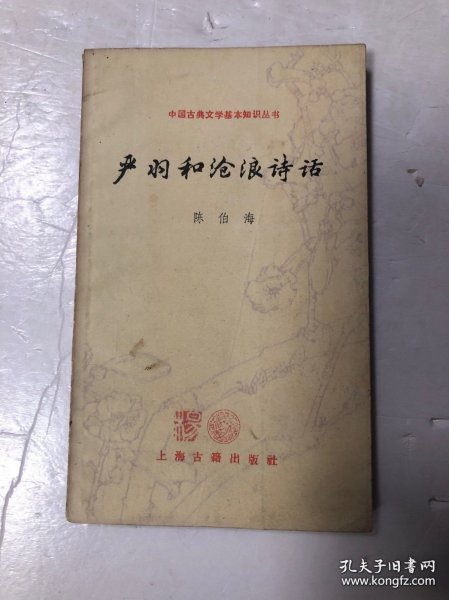 中国古典文学基本知识丛书
严羽和沧浪诗话
陈伯海
上海古籍出版社
孔夫子旧书网
www.kongfz.com